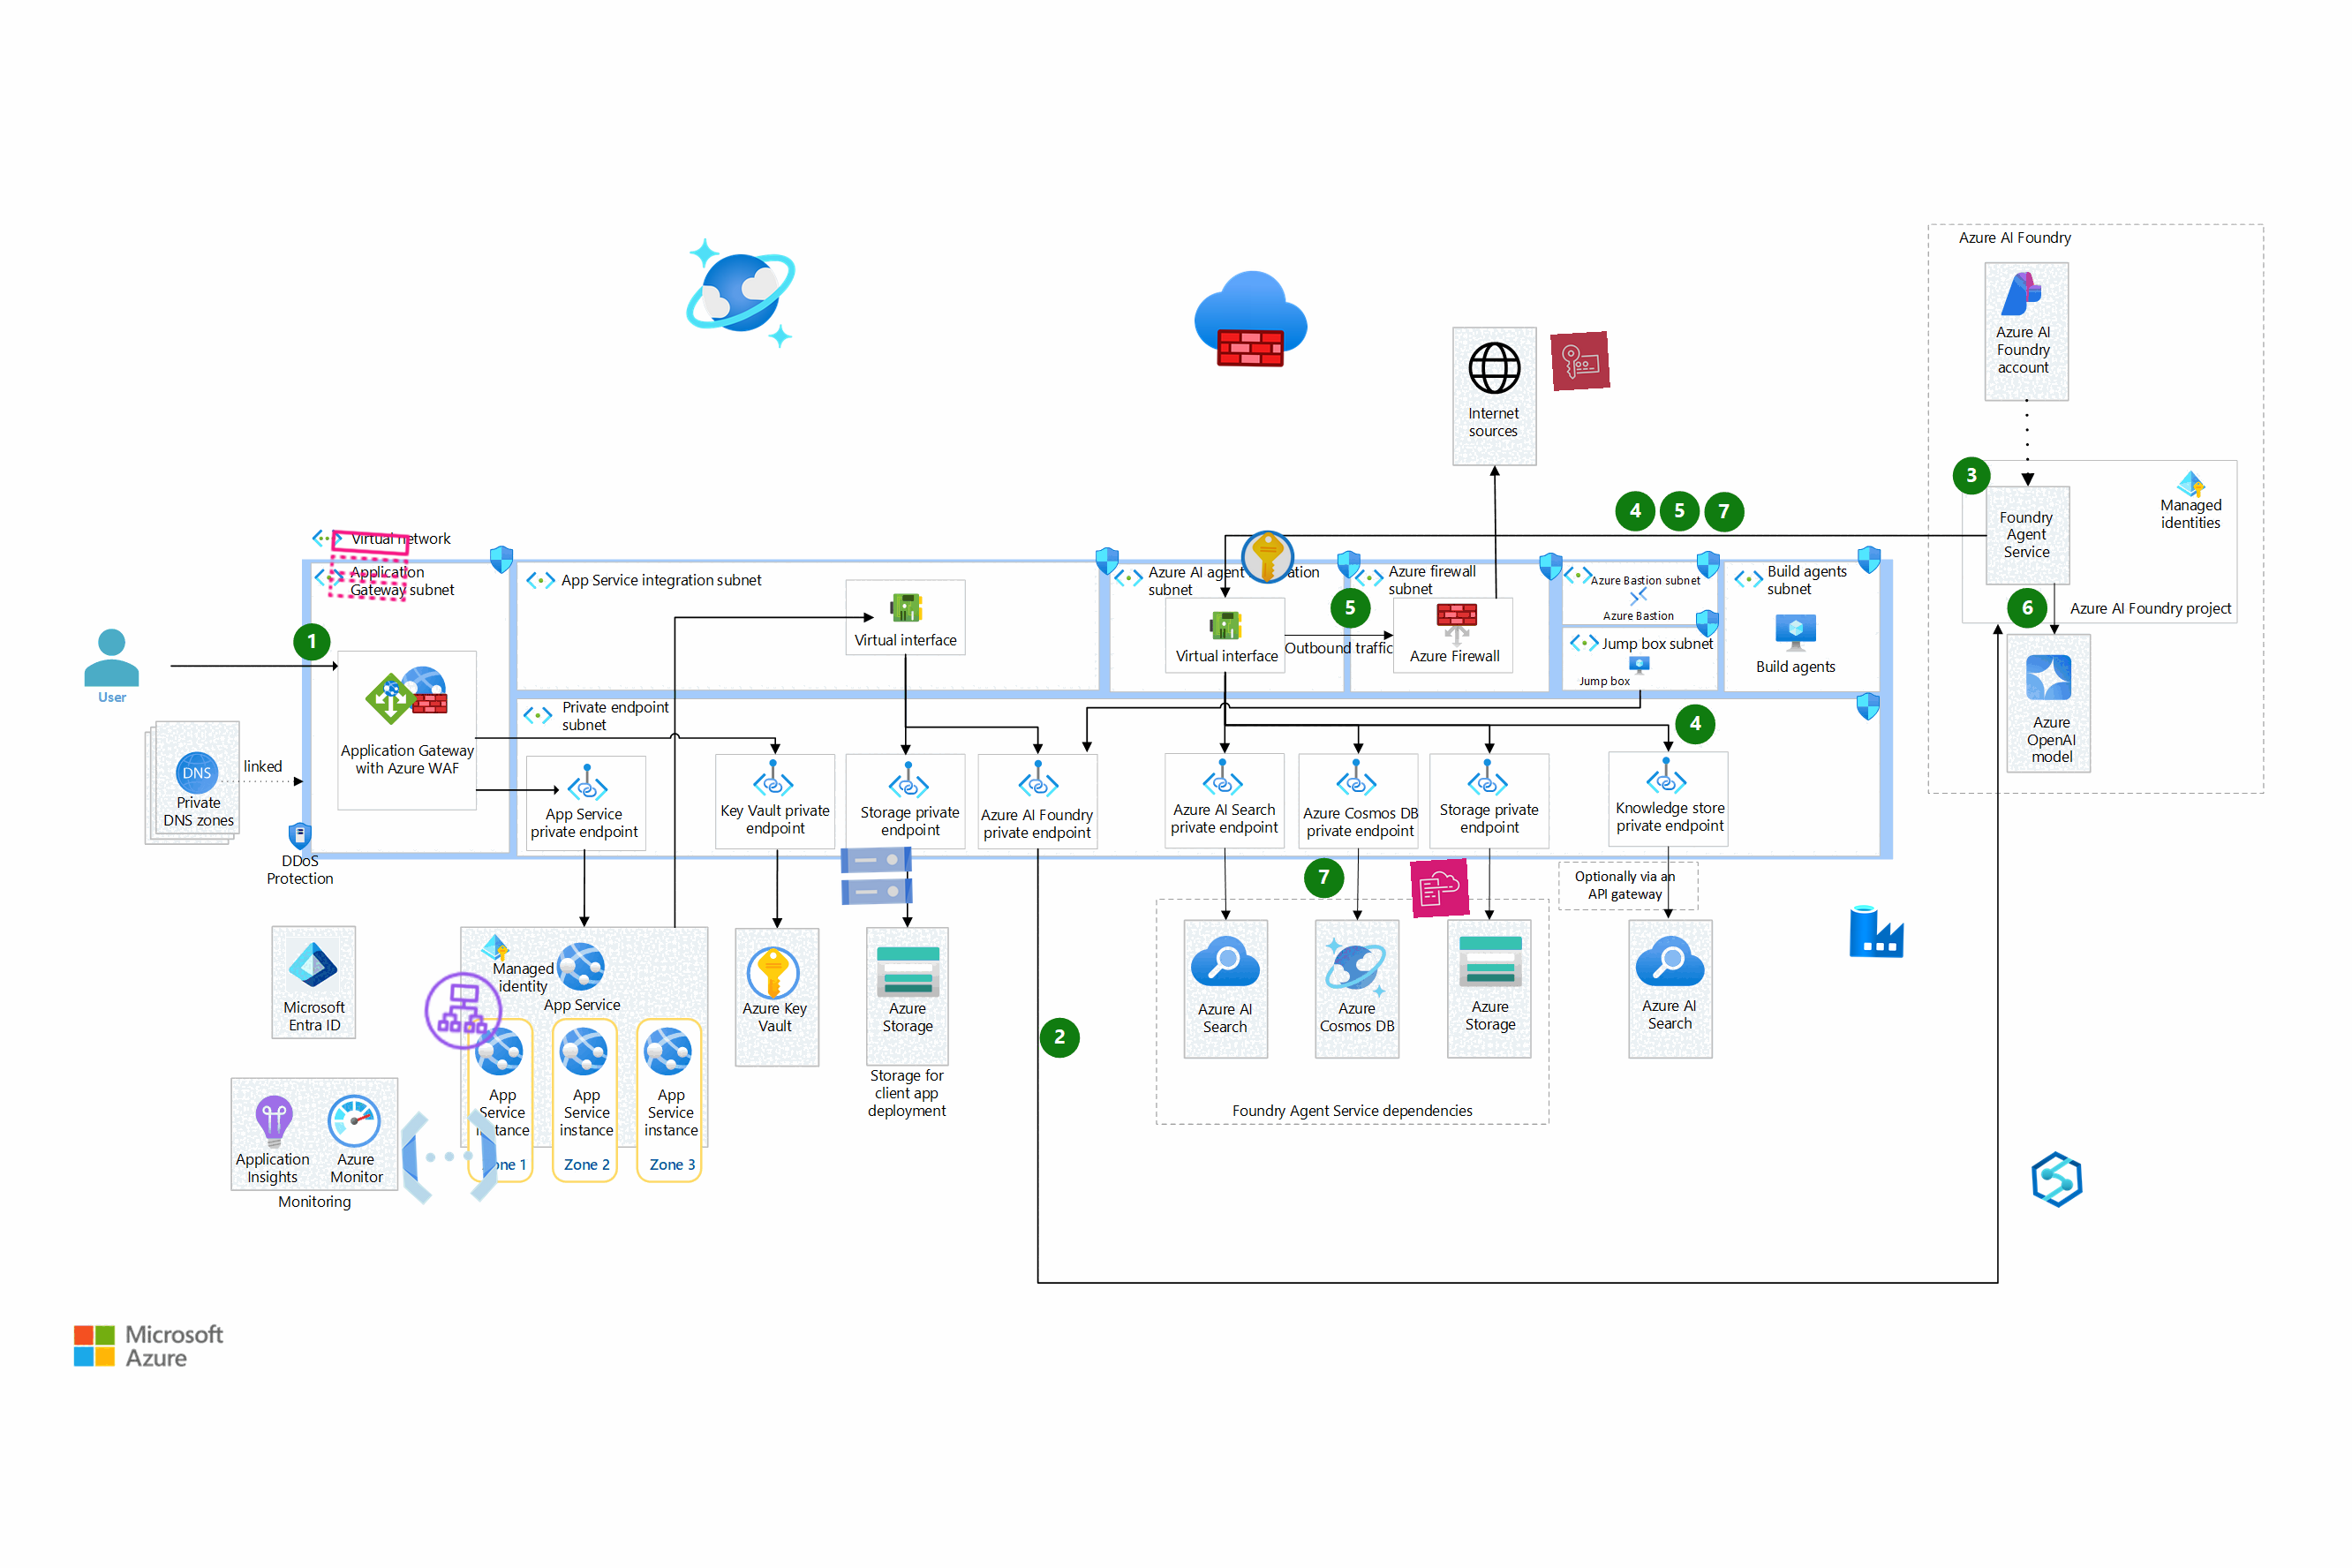 Azure AI Foundry
Azure AI
Foundry
account
Internet
sources
3
Managed
identities
4 5 7
Foundry
Agent
Service
6
Azure AI Foundry project
Azure
OpenAI
model
Virtual network
Application
Gateway subnet
App Service integration subnet
Virtual interface
Azure AI agent
subnet
Azure firewall
subnet
Azure Bastion subnet
Azure Bastion
Build agents
subnet
Build agents
Jump box subnet
Jump box
5
Virtual interface
Outbound traffic
Azure Firewall
1
User
Application Gateway
with Azure WAF
DNS
Private
DNS zones
linked
DDoS
Protection
Private endpoint
subnet
App Service
private endpoint
Key Vault private
endpoint
Storage private
endpoint
Azure AI Foundry
private endpoint
4
Azure AI Search
private endpoint
Azure Cosmos DB
private endpoint
Storage private
endpoint
Knowledge store
private endpoint
7
Optionally via an
API gateway
Microsoft
Entra ID
Managed
identity
App Service
App
Service
instance
App
Service
instance
App
Service
instance
Zone 1
Zone 2
Zone 3
Azure Key
Vault
Azure
Storage
Storage for
client app
deployment
2
Azure AI
Search
Azure
Cosmos DB
Azure
Storage
Azure AI
Search
Foundry Agent Service dependencies
Application
Insights
Azure
Monitor
Monitoring
Microsoft
Azure